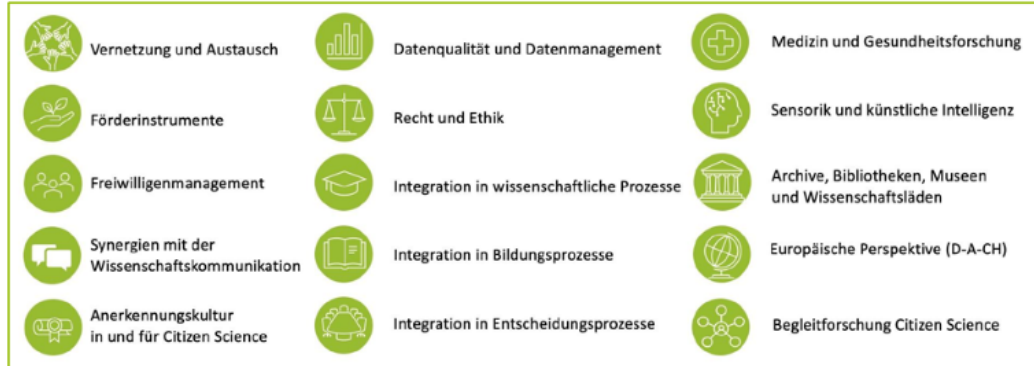 Vernetzung und Austausch
Förderinstrumente
Freiwilligenmanagement
Synergien mit der
Wissenschaftskommunikation
Anerkennungskultur
in und für Citizen Science
Datenqualität und Datenmanagement
Recht und Ethik
Integration in wissenschaftliche Prozesse
Integration in Bildungsprozesse
Integration in Entscheidungsprozesse
Medizin und Gesundheitsforschung
Sensorik und künstliche Intelligenz
Archive, Bibliotheken, Museen
und Wissenschaftsläden
Europäische Perspektive (D-A-CH)
Begleitforschung Citizen Science